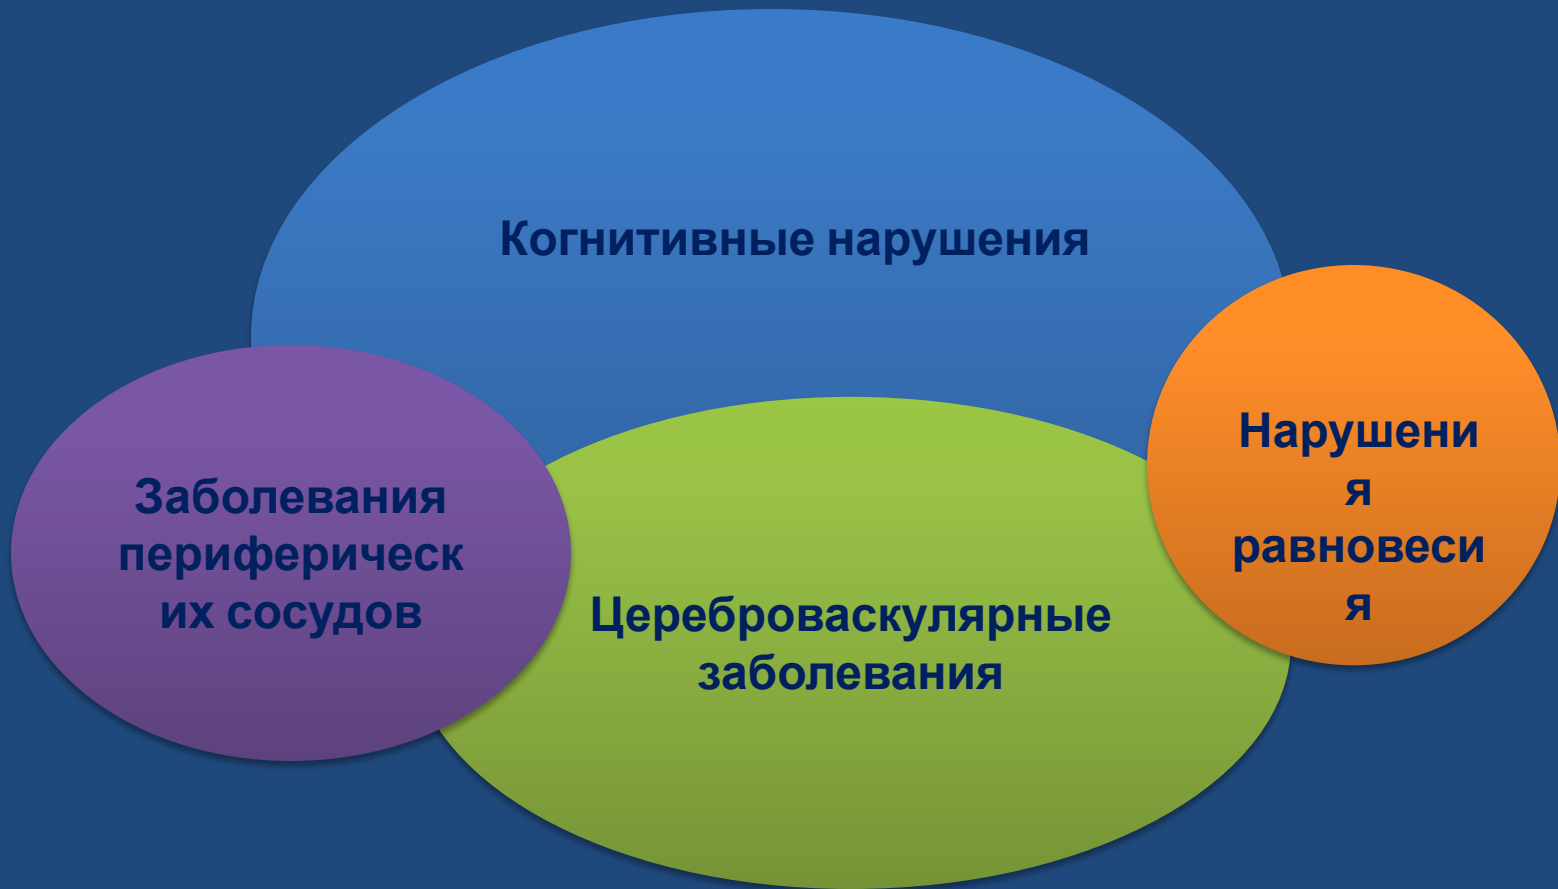 Когнитивные нарушения
Нарушени
я
равновеси
я
Заболевания
периферическ
их сосудов
Цереброваскулярные
заболевания